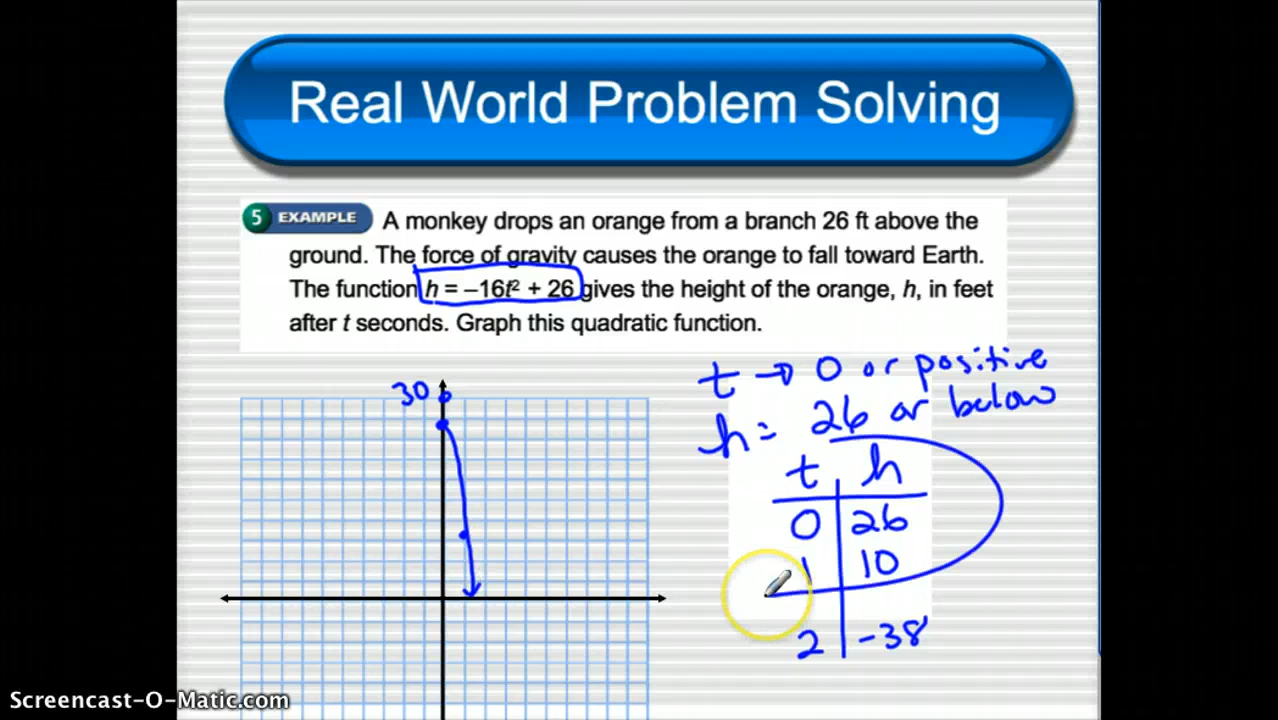 Real World Problem Solving
5 EXAMPLE A monkey drops an orange from a branch 26 ft above the
ground. The force of gravity causes the orange to fall toward Earth.
The function h = –16t² + 26 gives the height of the orange, h, in feet
after t seconds. Graph this quadratic function.
t → 0 or positive
h = 26 or below
30
t h
0 26
1 10
2 -38
Screencast-O-Matic.com